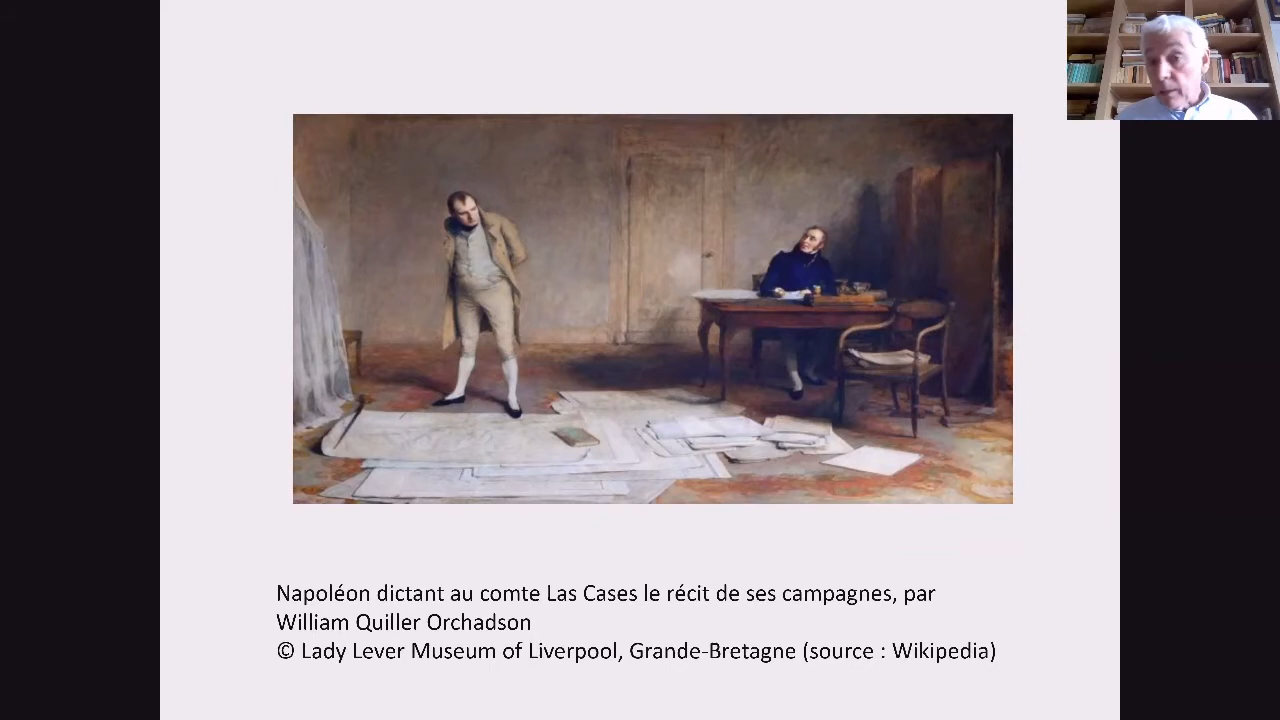 Napoléon dictant au comte Las Cases le récit de ses campagnes, par
William Quiller Orchadson
© Lady Lever Museum of Liverpool, Grande-Bretagne (source : Wikipedia)